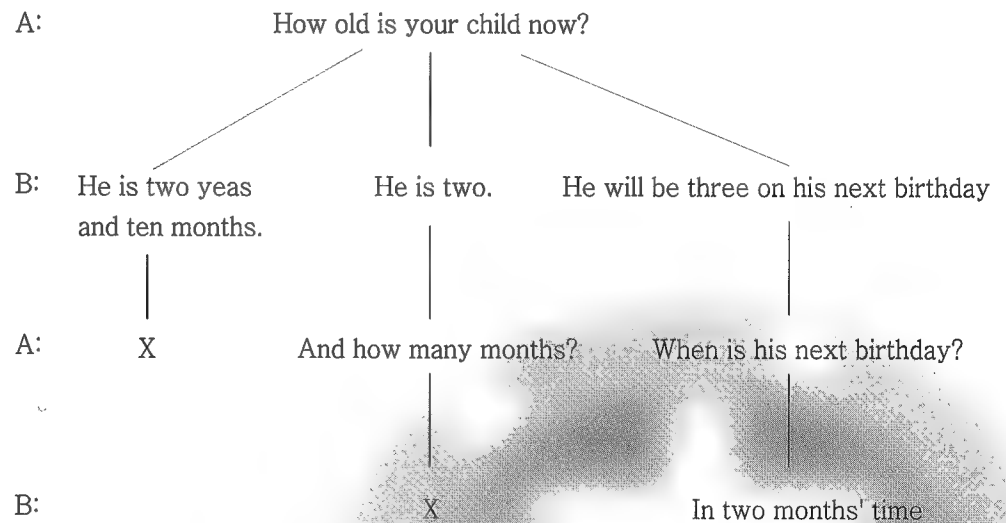 A: How old is your child now?
B: He is two yeas He is two. He will be three on his next birthday
and ten months.
A: X And how many months? When is his next birthday?
B: X In two months' time